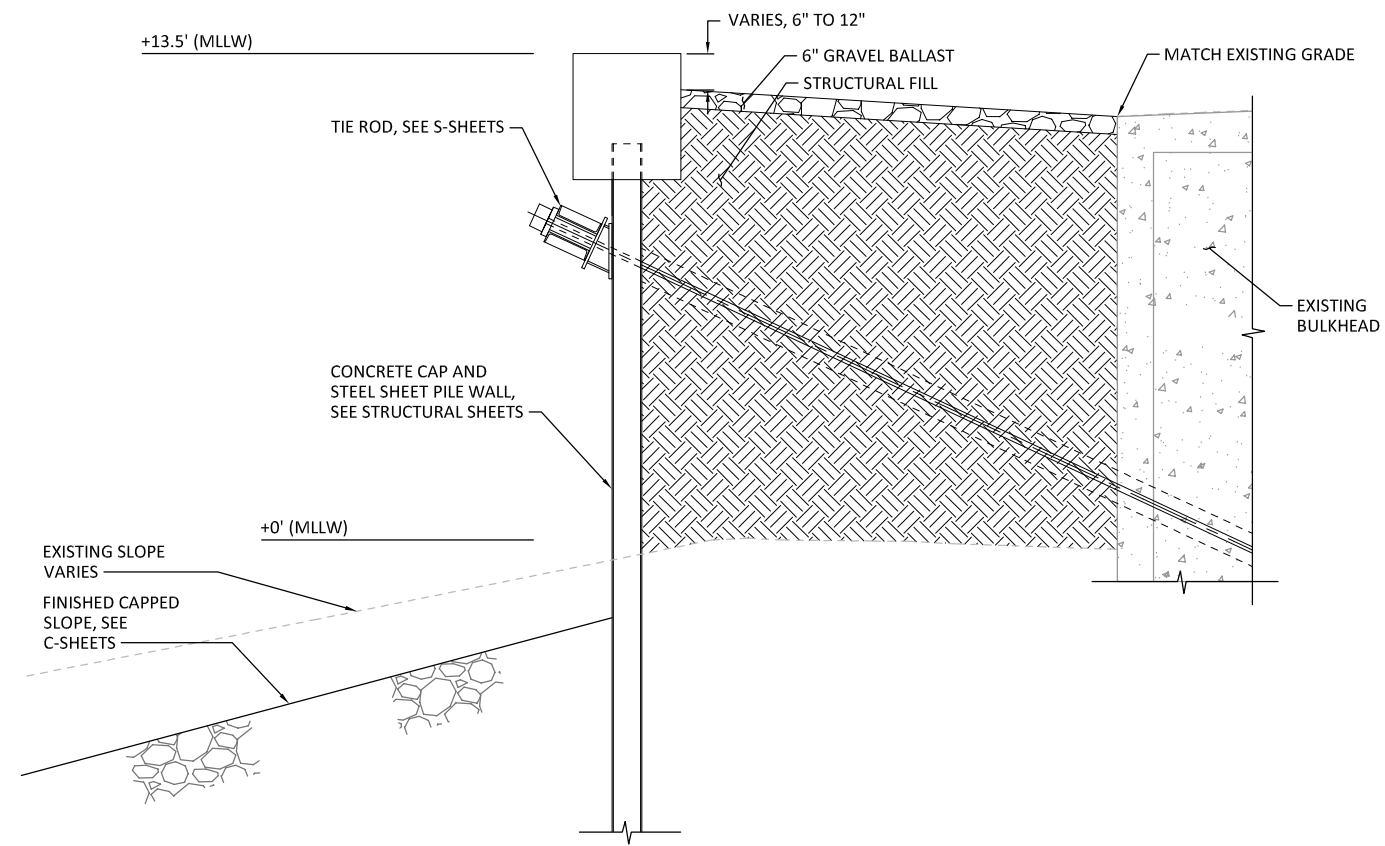 VARIES, 6" TO 12"
+13.5' (MLLW)
6" GRAVEL BALLAST
MATCH EXISTING GRADE
STRUCTURAL FILL
TIE ROD, SEE S-SHEETS
EXISTING
BULKHEAD
CONCRETE CAP AND
STEEL SHEET PILE WALL,
SEE STRUCTURAL SHEETS
+0' (MLLW)
EXISTING SLOPE
VARIES
FINISHED CAPPED
SLOPE, SEE
C-SHEETS